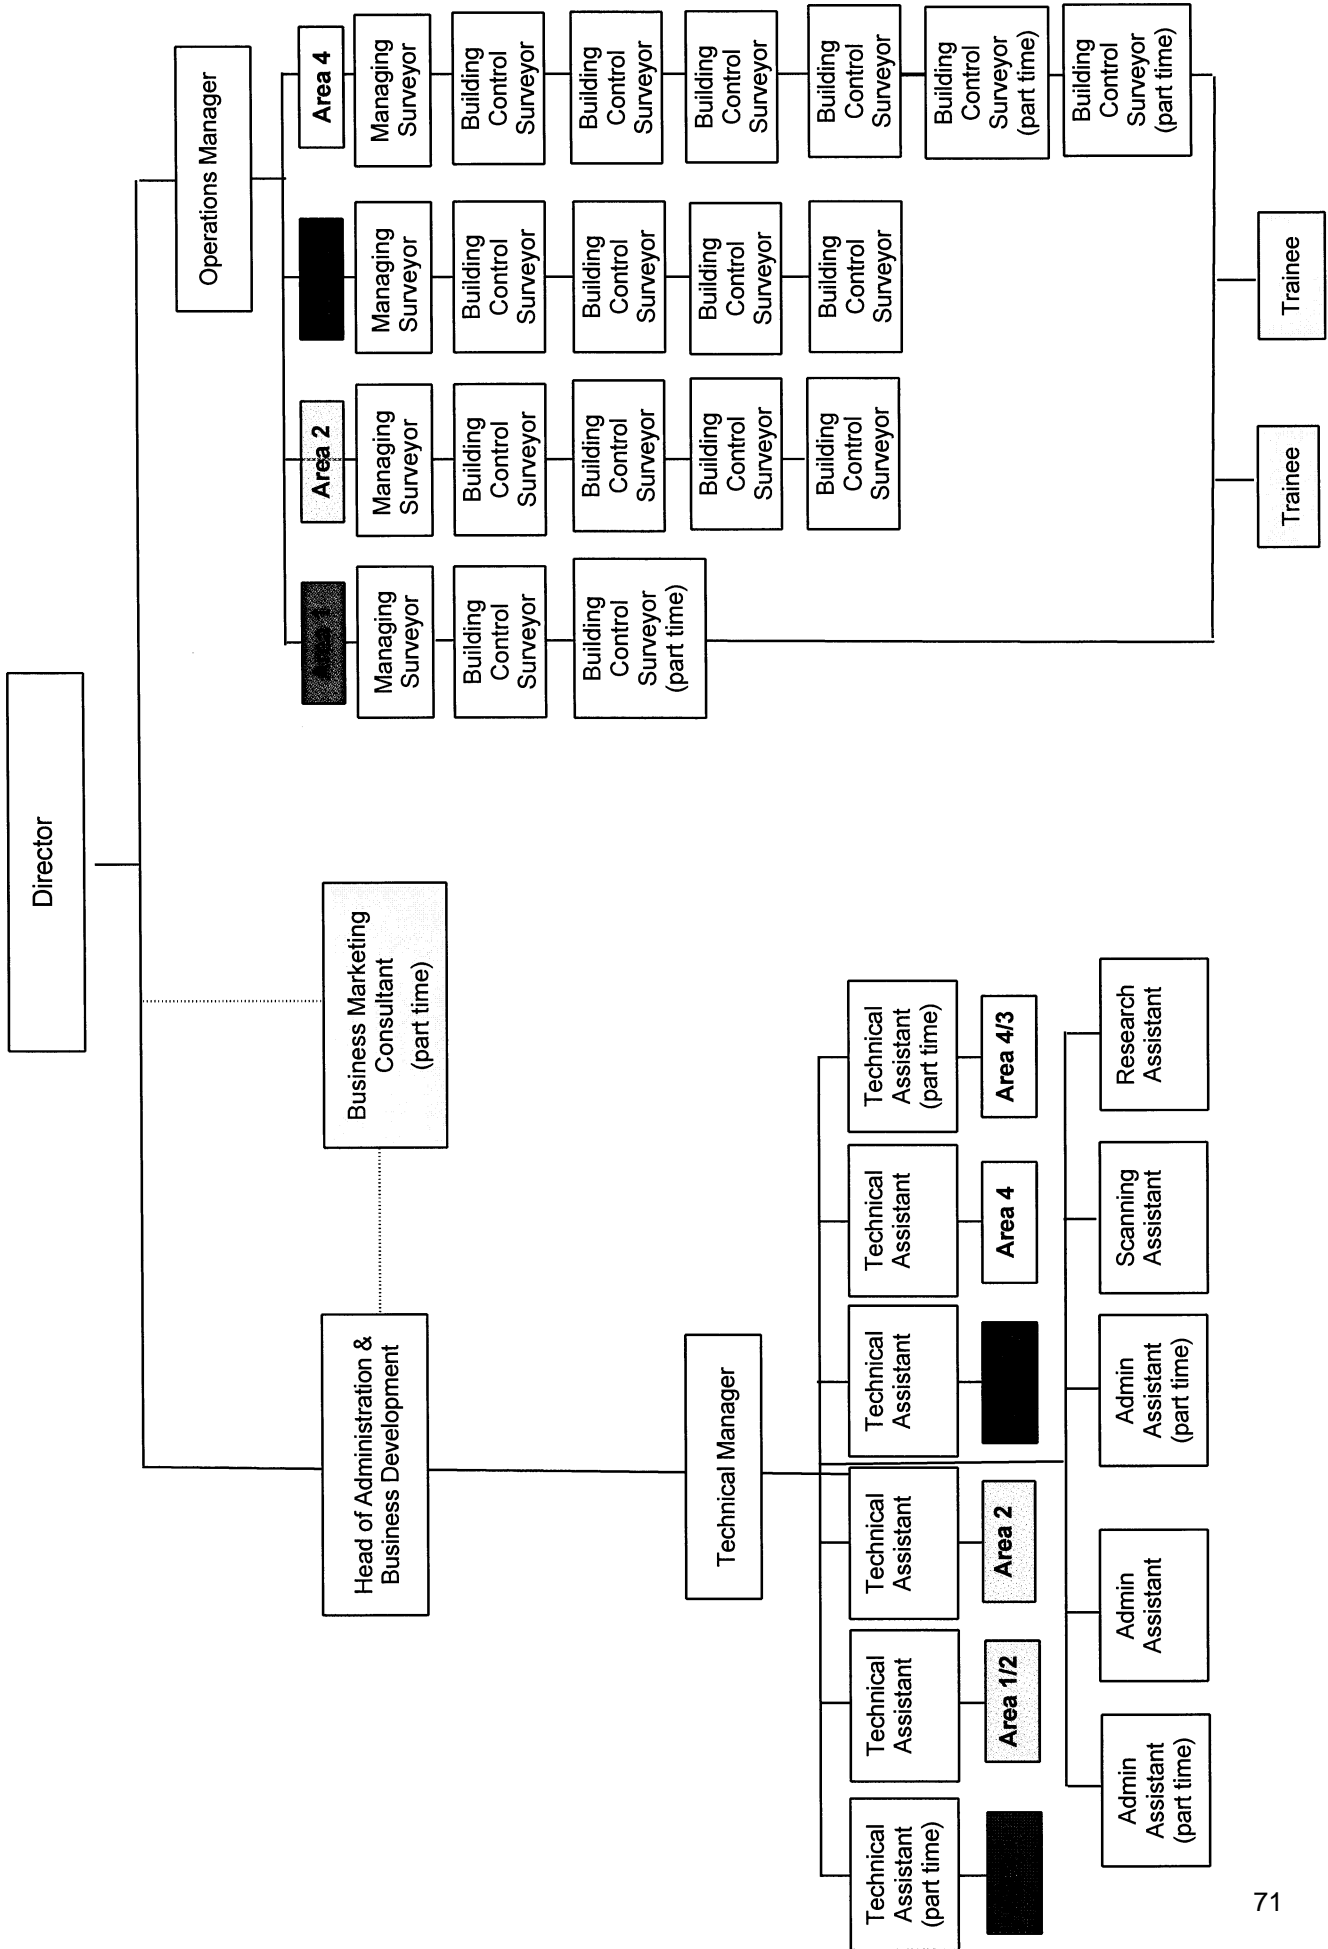 Director
Operations Manager
Business Marketing
Consultant
(part time)
Head of Administration &
Business Development
Technical Manager
Area 1
Managing
Surveyor
Building
Control
Surveyor
Building
Control
Surveyor
(part time)
Area 2
Managing
Surveyor
Building
Control
Surveyor
Building
Control
Surveyor
Building
Control
Surveyor
Building
Control
Surveyor
Managing
Surveyor
Building
Control
Surveyor
Building
Control
Surveyor
Building
Control
Surveyor
Building
Control
Surveyor
Area 4
Managing
Surveyor
Building
Control
Surveyor
Building
Control
Surveyor
Building
Control
Surveyor
Building
Control
Surveyor
Building
Control
Surveyor
(part time)
Building
Control
Surveyor
(part time)
Trainee
Trainee
Technical
Assistant
(part time)
Technical
Assistant
Area 1/2
Technical
Assistant
Area 2
Technical
Assistant
Technical
Assistant
Area 4
Technical
Assistant
(part time)
Area 4/3
Admin
Assistant
(part time)
Admin
Assistant
Admin
Assistant
(part time)
Scanning
Assistant
Research
Assistant
71